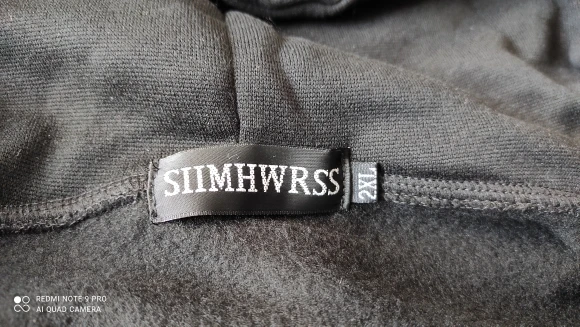 SIIMHWRSS
2XL
REDMI NOTE 9 PRO
AI QUAD CAMERA